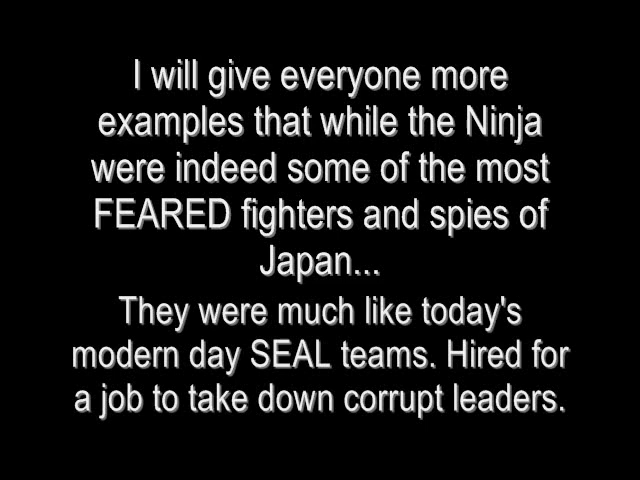 I will give everyone more
examples that while the Ninja
were indeed some of the most
FEARED fighters and spies of
Japan...
They were much like today's
modern day SEAL teams. Hired for
a job to take down corrupt leaders.